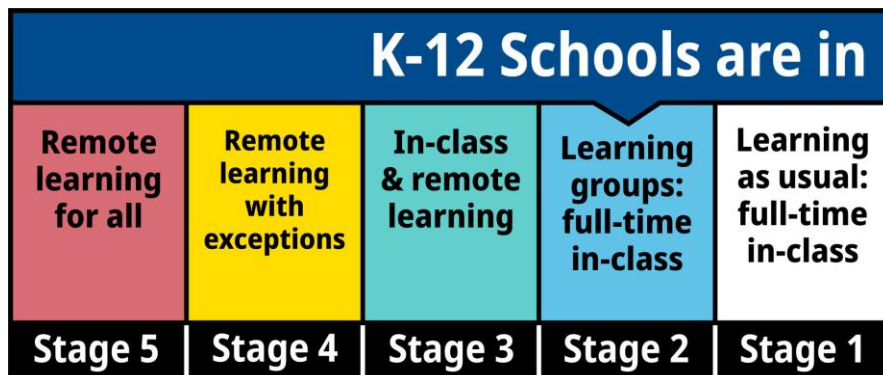 K-12 Schools are in
Remote
learning
for all
Remote
learning
with
exceptions
In-class
& remote
learning
Learning
groups:
full-time
in-class
Learning
as usual:
full-time
in-class
Stage 5
Stage 4
Stage 3
Stage 2
Stage 1